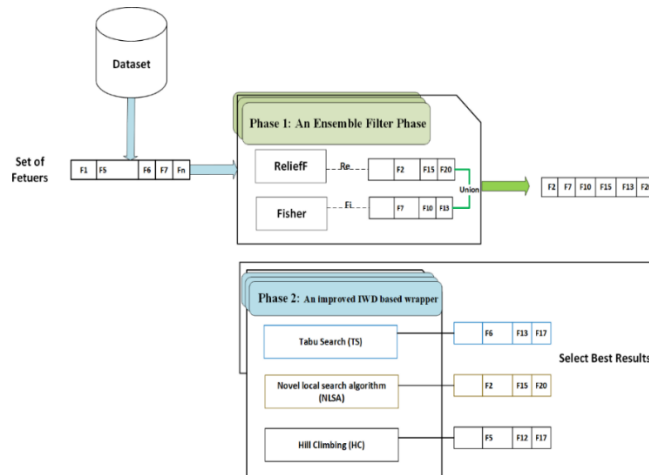 Dataset
Phase 1: An Ensemble Filter Phase
Set of
Fetuers
F1 F5 F6 F7 Fn
ReliefF
Re
F2 F15 F20
Union
Fisher
Fi
F7 F10 F15
F2 F7 F10 F15 F13 F20
Phase 2: An improved IWD based wrapper
Tabu Search (TS)
F6 F13 F17
Select Best Results
Novel local search algorithm
(NLSA)
F2 F15 F20
Hill Climbing (HC)
F5 F12 F17